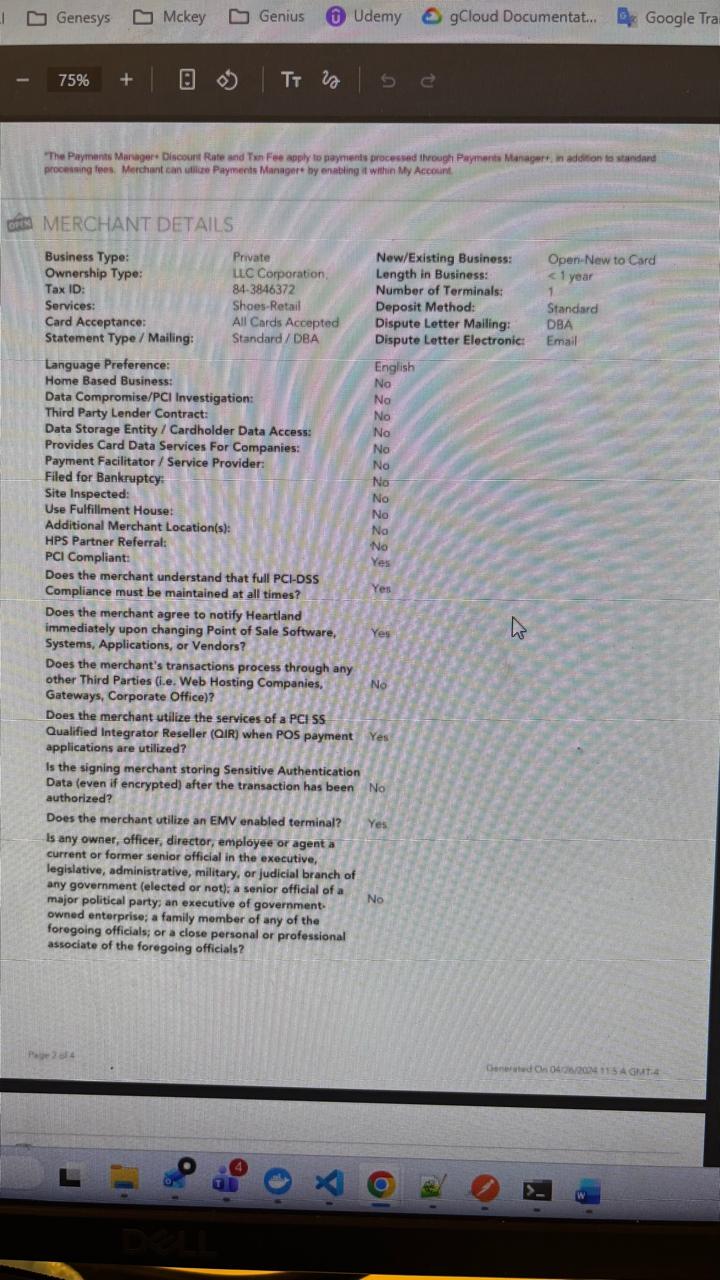 Genesys Mckey Genius Udemy gCloud Documentat... Google Tra
75%
*The Payments Manager+ Discount Rate and Txn Fee apply to payments processed through Payments Manager+, in addition to standard
processing fees. Merchant can utilize Payments Manager+ by enabling it within My Account.
OPEN MERCHANT DETAILS
Business Type: Private New/Existing Business: Open-New to Card
Ownership Type: LLC Corporation, Length in Business: < 1 year
Tax ID: 84-3846372 Number of Terminals: 1
Services: Shoes-Retail Deposit Method: Standard
Card Acceptance: All Cards Accepted Dispute Letter Mailing: DBA
Statement Type / Mailing: Standard / DBA Dispute Letter Electronic: Email
Language Preference: English
Home Based Business: No
Data Compromise/PCI Investigation: No
Third Party Lender Contract: No
Data Storage Entity / Cardholder Data Access: No
Provides Card Data Services For Companies: No
Payment Facilitator / Service Provider: No
Filed for Bankruptcy: No
Site Inspected: No
Use Fulfillment House: No
Additional Merchant Location(s): No
HPS Partner Referral: No
PCI Compliant: Yes
Does the merchant understand that full PCI-DSS
Compliance must be maintained at all times? Yes
Does the merchant agree to notify Heartland
immediately upon changing Point of Sale Software, Yes
Systems, Applications, or Vendors?
Does the merchant's transactions process through any
other Third Parties (i.e. Web Hosting Companies, No
Gateways, Corporate Office)?
Does the merchant utilize the services of a PCI SS
Qualified Integrator Reseller (QIR) when POS payment Yes
applications are utilized?
Is the signing merchant storing Sensitive Authentication
Data (even if encrypted) after the transaction has been No
authorized?
Does the merchant utilize an EMV enabled terminal? Yes
Is any owner, officer, director, employee or agent a
current or former senior official in the executive,
legislative, administrative, military, or judicial branch of
any government (elected or not); a senior official of a
major political party; an executive of government- No
owned enterprise; a family member of any of the
foregoing officials; or a close personal or professional
associate of the foregoing officials?
Page 2 of 4
Generated On 04/26/2024 GMT-4
4
DELL